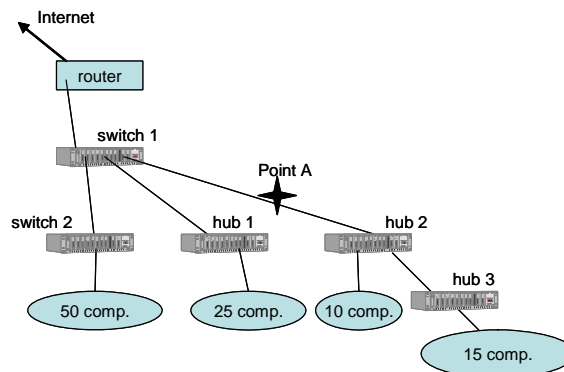 Internet
router
switch 1
Point A
switch 2
hub 1
hub 2
hub 3
50 comp.
25 comp.
10 comp.
15 comp.